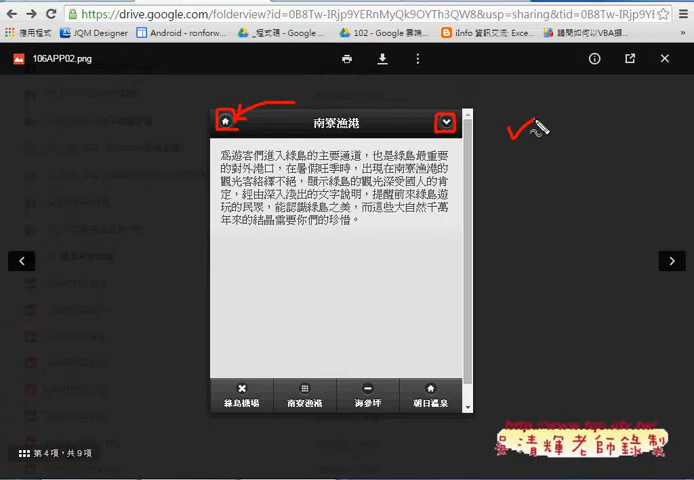 https://drive.google.com/folderview?id=0B8Tw-IRjp9YERnMyQk9OYTh3QW8&usp=sharing&tid=0B8Tw-IRjp9YE
應用程式 JQM Designer Android - ronforw... _程式碼 - Google ... 102 - Google 雲端... iInfo 資訊交流: Exce... 請問如何以VBA擷...
106APP02.png
南寮漁港
為遊客們進入綠島的主要通道，也是綠島最重要
的對外港口，在暑假旺季時，出現在南寮漁港的
觀光客絡繹不絕，顯示綠島的觀光深受國人的肯
定，經由深入淺出的文字說明，提醒前來綠島遊
玩的民眾，能認識綠島之美，而這些大自然千萬
年來的結晶需要你們的珍惜。
綠島機場 南寮漁港 海參坪 朝日溫泉
吳清輝老師錄製
第4項，共9項